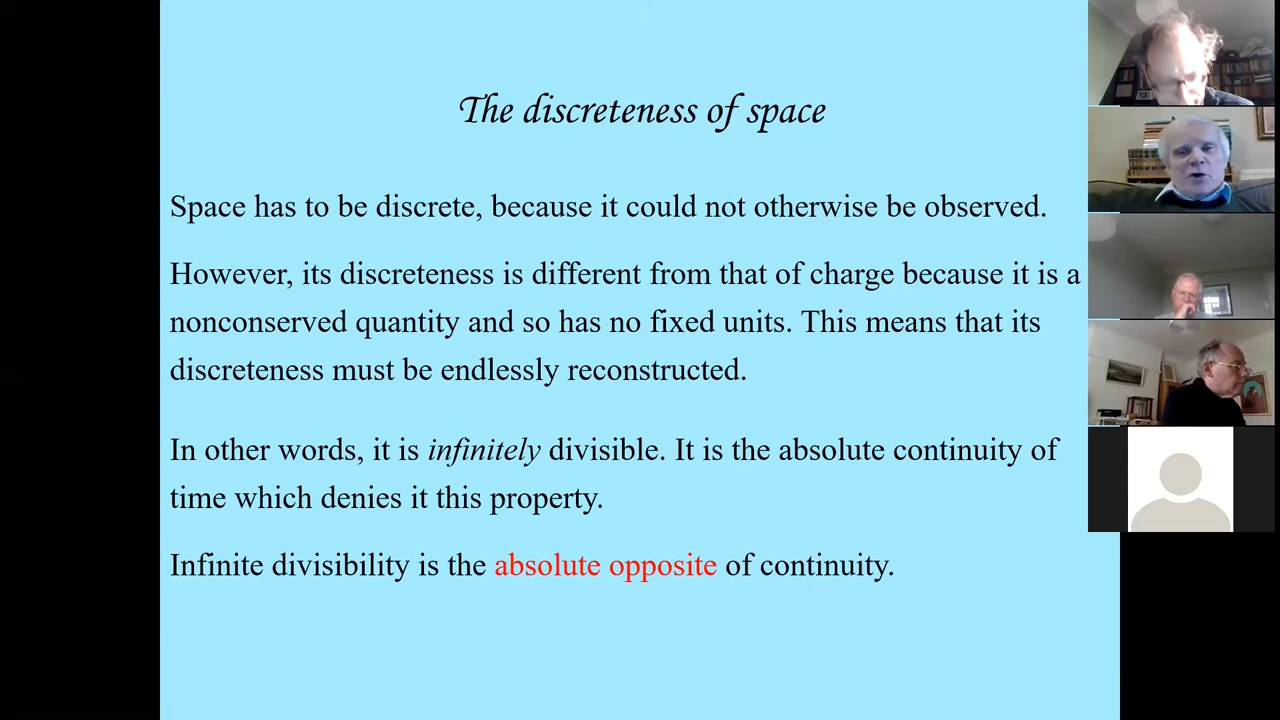 The discreteness of space
Space has to be discrete, because it could not otherwise be observed.
However, its discreteness is different from that of charge because it is a
nonconserved quantity and so has no fixed units. This means that its
discreteness must be endlessly reconstructed.
In other words, it is infinitely divisible. It is the absolute continuity of
time which denies it this property.
Infinite divisibility is the absolute opposite of continuity.